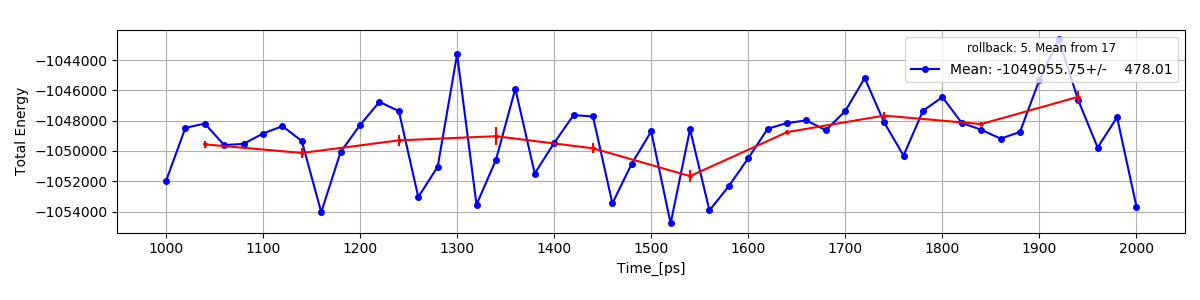 rollback: 5. Mean from 17
Mean: -1049055.75+/- 478.01
Total Energy
−1044000
−1046000
−1048000
−1050000
−1052000
−1054000
1000 1100 1200 1300 1400 1500 1600 1700 1800 1900 2000
Time_[ps]